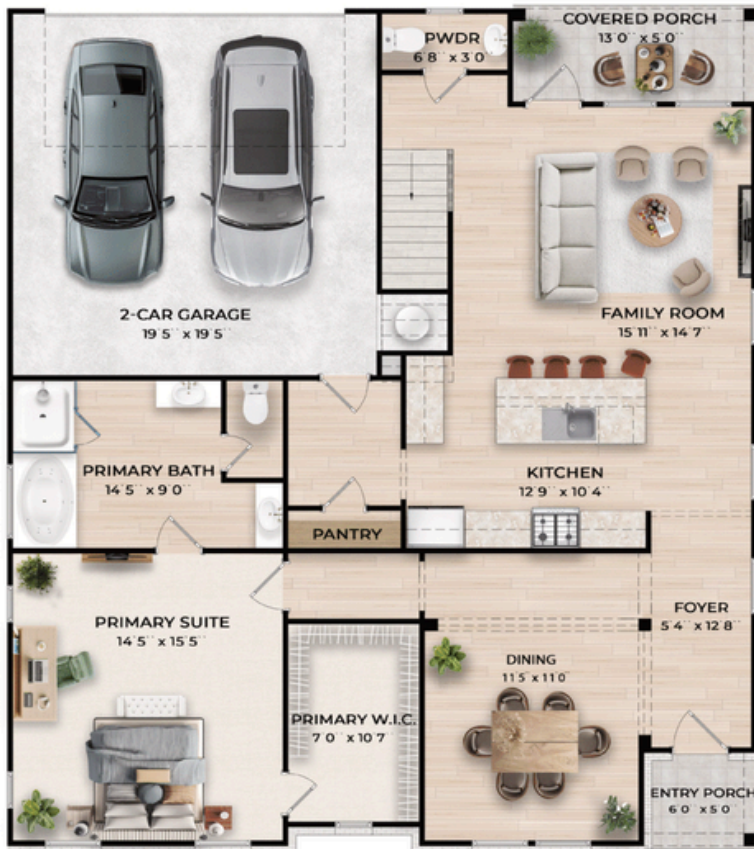 COVERED PORCH
13'0" x 5'0"
PWDR
6'8" x 3'0
2-CAR GARAGE
19'5" x 19'5"
FAMILY ROOM
15'11" x 14'7"
PRIMARY BATH
14'5" x 9'0"
KITCHEN
12'9" x 10'4"
PANTRY
PRIMARY SUITE
14'5" x 15'5"
FOYER
5'4" x 12'8"
DINING
11'5 x 11'0
PRIMARY W.I.C.
7'0" x 10'7"
ENTRY PORCH
6'0" x 5'0"